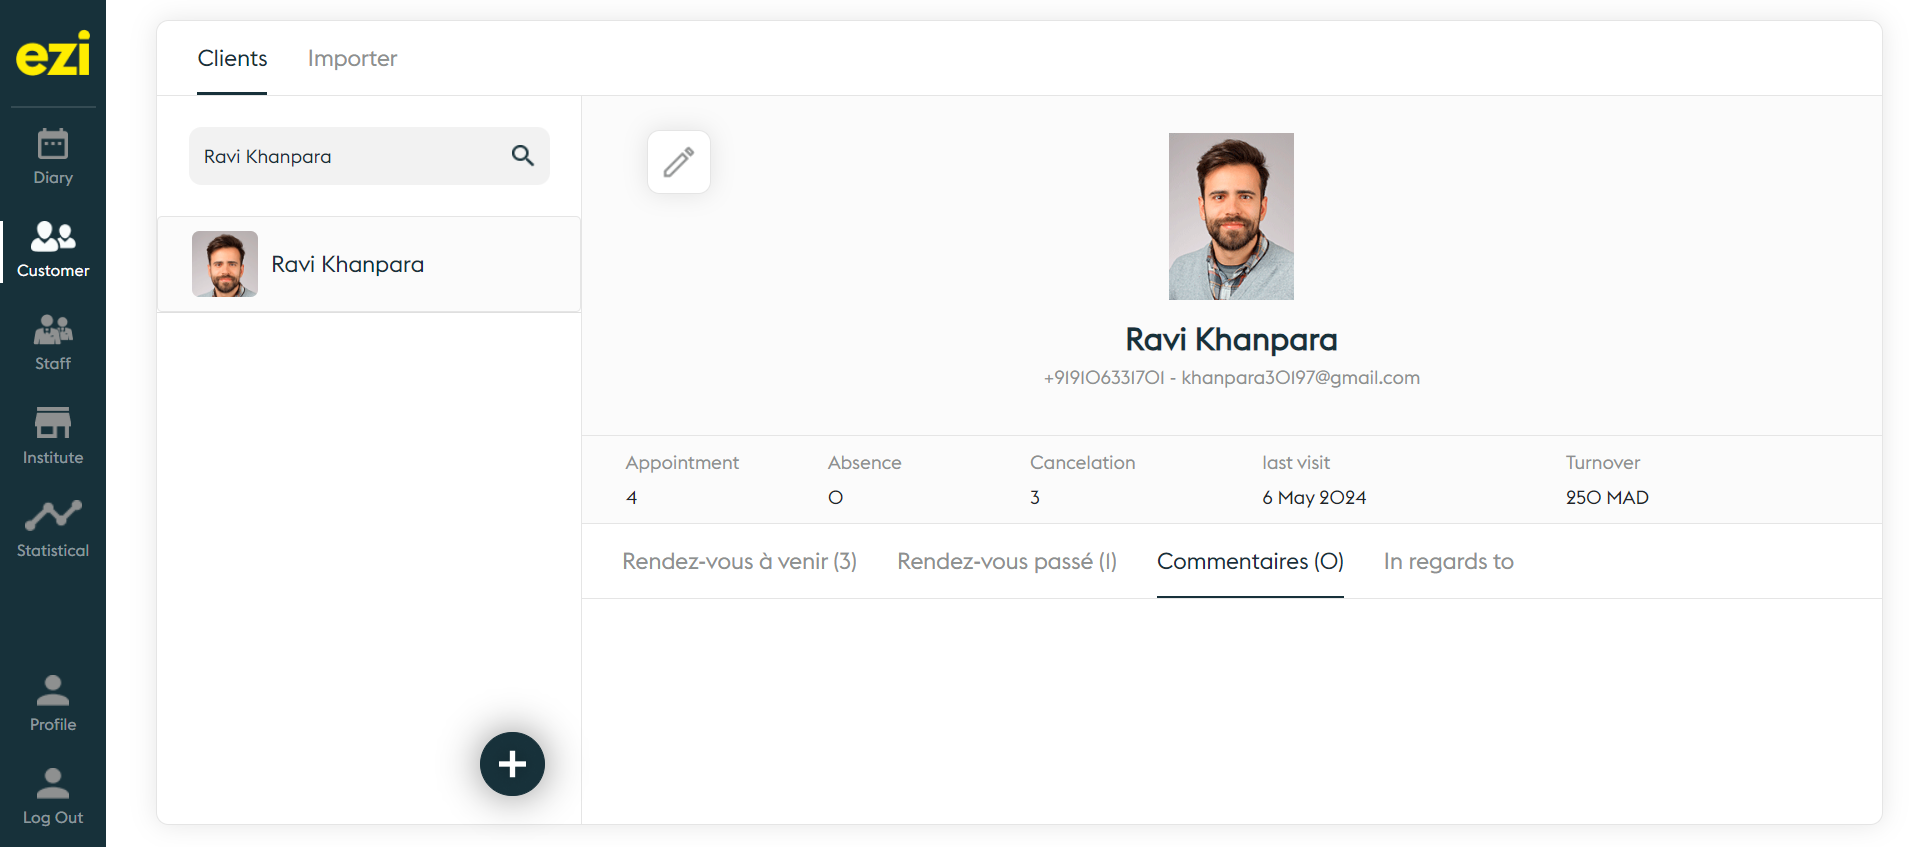 ezi
Diary
Customer
Staff
Institute
Statistical
Profile
Log Out
Clients Importer
Ravi Khanpara
Ravi Khanpara
Ravi Khanpara
+919106331701 - khanpara30197@gmail.com
Appointment Absence Cancelation last visit Turnover
4 0 3 6 May 2024 250 MAD
Rendez-vous à venir (3) Rendez-vous passé (1) Commentaires (0) In regards to